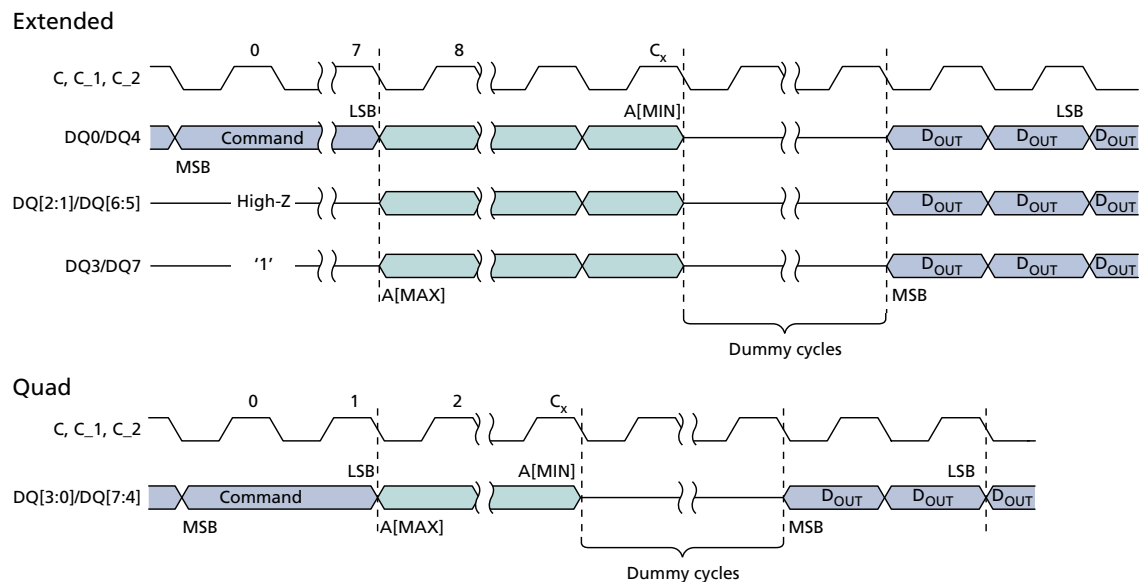 Extended
0 7 8 Cx
C, C_1, C_2
LSB A[MIN] LSB
DQ0/DQ4 Command DOUT DOUT DOUT
MSB
DQ[2:1]/DQ[6:5] High-Z DOUT DOUT DOUT
DQ3/DQ7 '1' DOUT DOUT DOUT
A[MAX] MSB
Dummy cycles
Quad
0 1 2 Cx
C, C_1, C_2
LSB A[MIN] LSB
DQ[3:0]/DQ[7:4] Command DOUT DOUT DOUT
MSB A[MAX] MSB
Dummy cycles